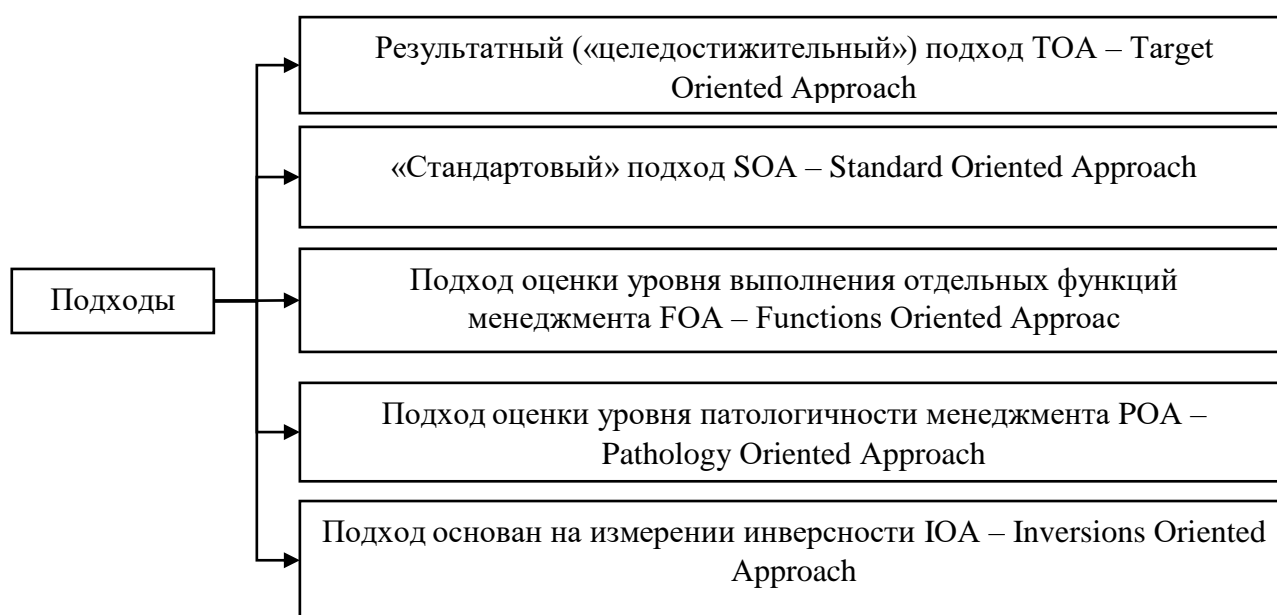 Результатный («целедостижительный») подход TOA – Target
Oriented Approach
«Стандартовый» подход SOA – Standard Oriented Approach
Подходы
Подход оценки уровня выполнения отдельных функций
менеджмента FOA – Functions Oriented Approac
Подход оценки уровня патологичности менеджмента POA –
Pathology Oriented Approach
Подход основан на измерении инверсности IOA – Inversions Oriented
Approach